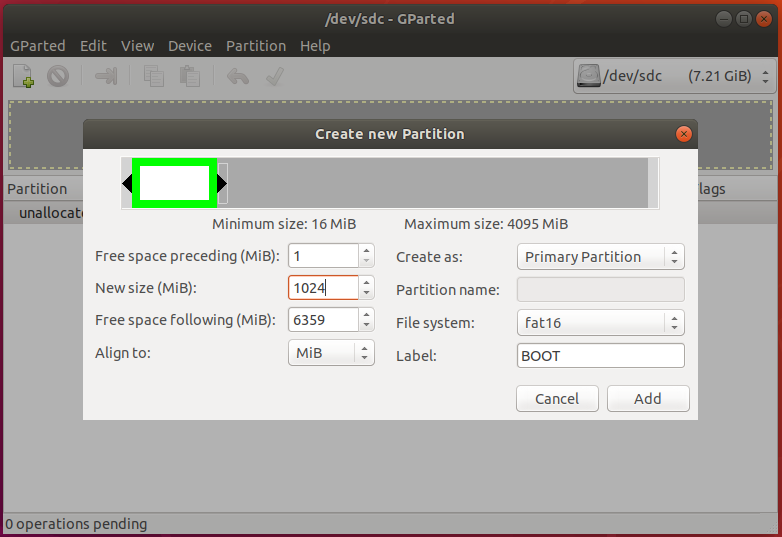 /dev/sdc - GParted
GParted Edit View Device Partition Help
/dev/sdc (7.21 GiB)
Create new Partition
Partition
Minimum size: 16 MiB Maximum size: 4095 MiB
Free space preceding (MiB): 1 Create as: Primary Partition
New size (MiB): 1024 Partition name:
Free space following (MiB): 6359 File system: fat16
Align to: MiB Label: BOOT
Cancel Add
0 operations pending